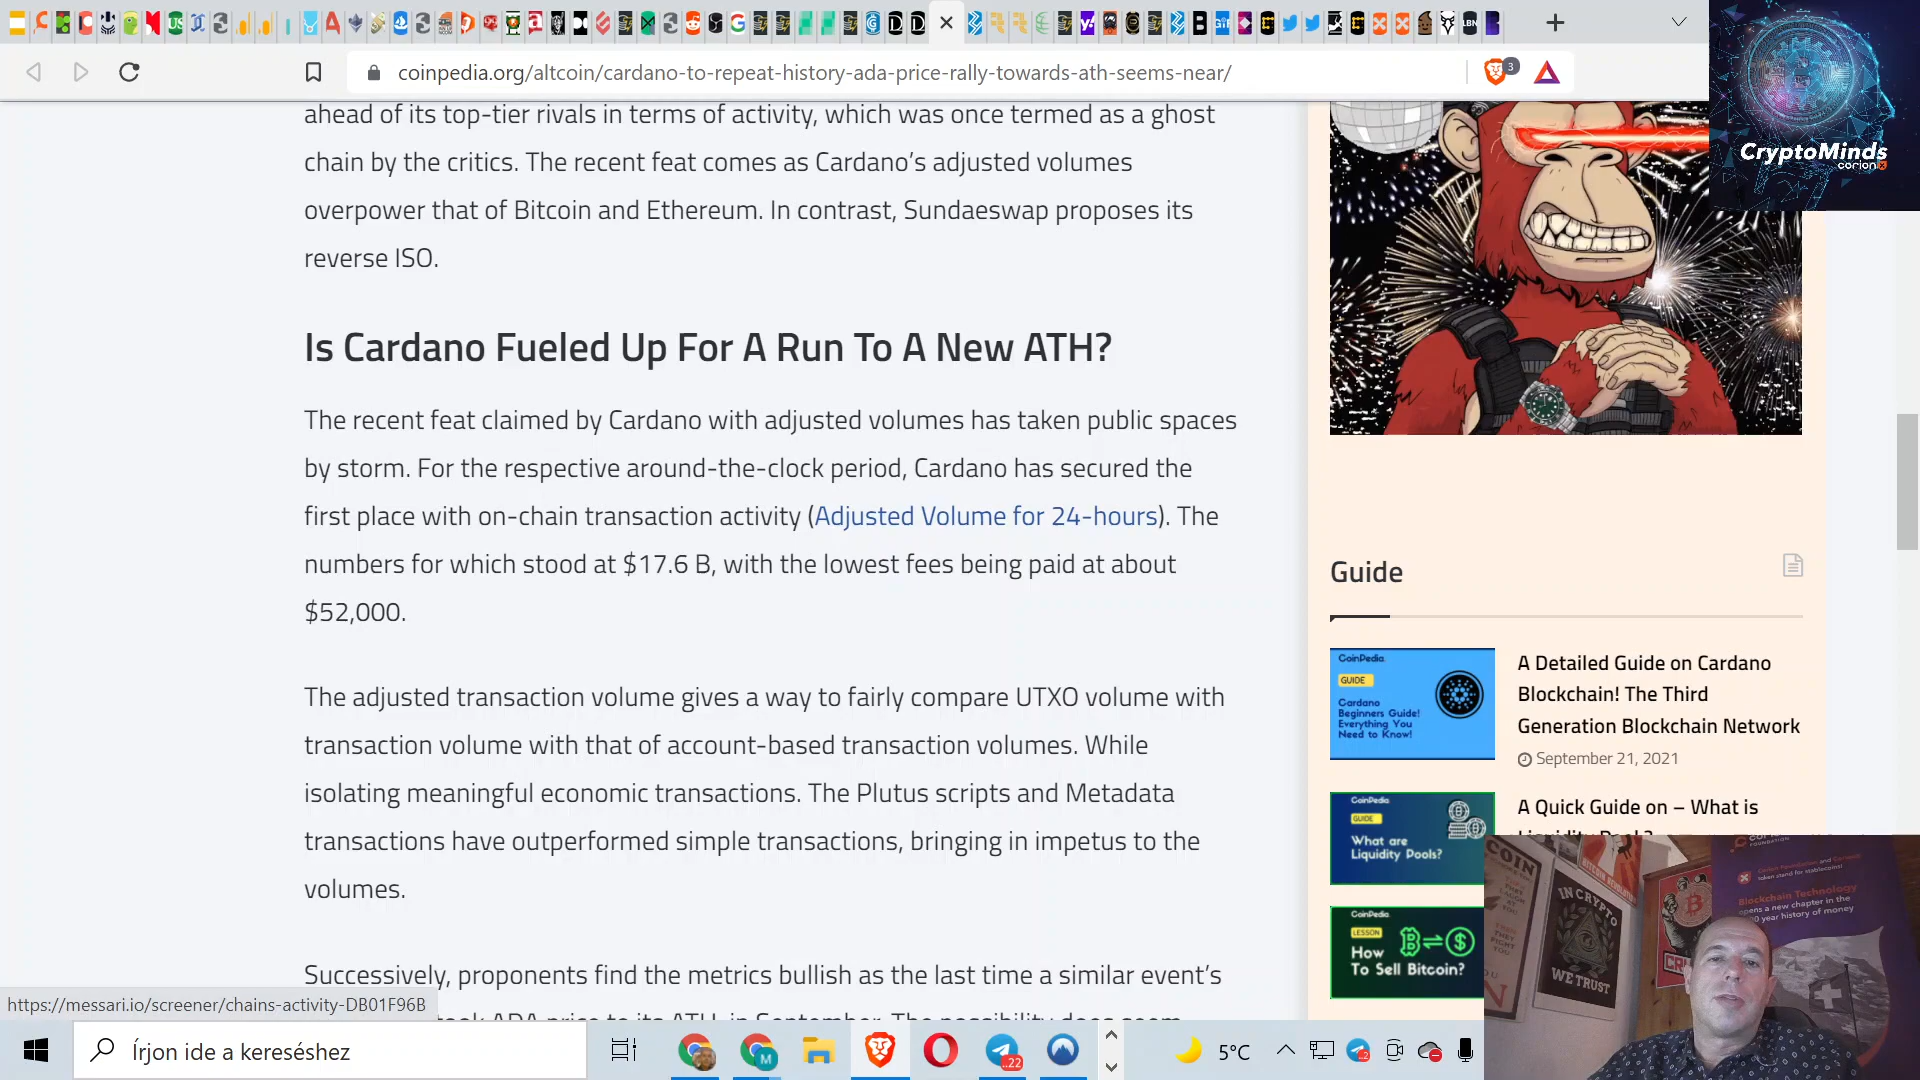 coinpedia.org/altcoin/cardano-to-repeat-history-ada-price-rally-towards-ath-seems-near/
3
CryptoMinds
corion
ahead of its top-tier rivals in terms of activity, which was once termed as a ghost
chain by the critics. The recent feat comes as Cardano’s adjusted volumes
overpower that of Bitcoin and Ethereum. In contrast, Sundaeswap proposes its
reverse ISO.
Is Cardano Fueled Up For A Run To A New ATH?
The recent feat claimed by Cardano with adjusted volumes has taken public spaces
by storm. For the respective around-the-clock period, Cardano has secured the
first place with on-chain transaction activity (Adjusted Volume for 24-hours). The
numbers for which stood at $17.6 B, with the lowest fees being paid at about
$52,000.
The adjusted transaction volume gives a way to fairly compare UTXO volume with
transaction volume with that of account-based transaction volumes. While
isolating meaningful economic transactions. The Plutus scripts and Metadata
transactions have outperformed simple transactions, bringing in impetus to the
volumes.
Successively, proponents find the metrics bullish as the last time a similar event’s
took ADA price to its ATH, in September. The possibility does seem
Guide
CoinPedia
GUIDE
Cardano
Beginners Guide!
Everything You
Need to Know!
A Detailed Guide on Cardano
Blockchain! The Third
Generation Blockchain Network
September 21, 2021
CoinPedia
GUIDE
What are
Liquidity Pools?
A Quick Guide on – What is
CoinPedia
LESSON
How
To Sell Bitcoin?
COIN
IN CRYPTO
WE TRUST
FOUNDATION
Blockchain Technology
opens a new chapter in the
year history of money
https://messari.io/screener/chains-activity-DB01F96B
Írjon ide a kereséshez
M
22
5°C
2